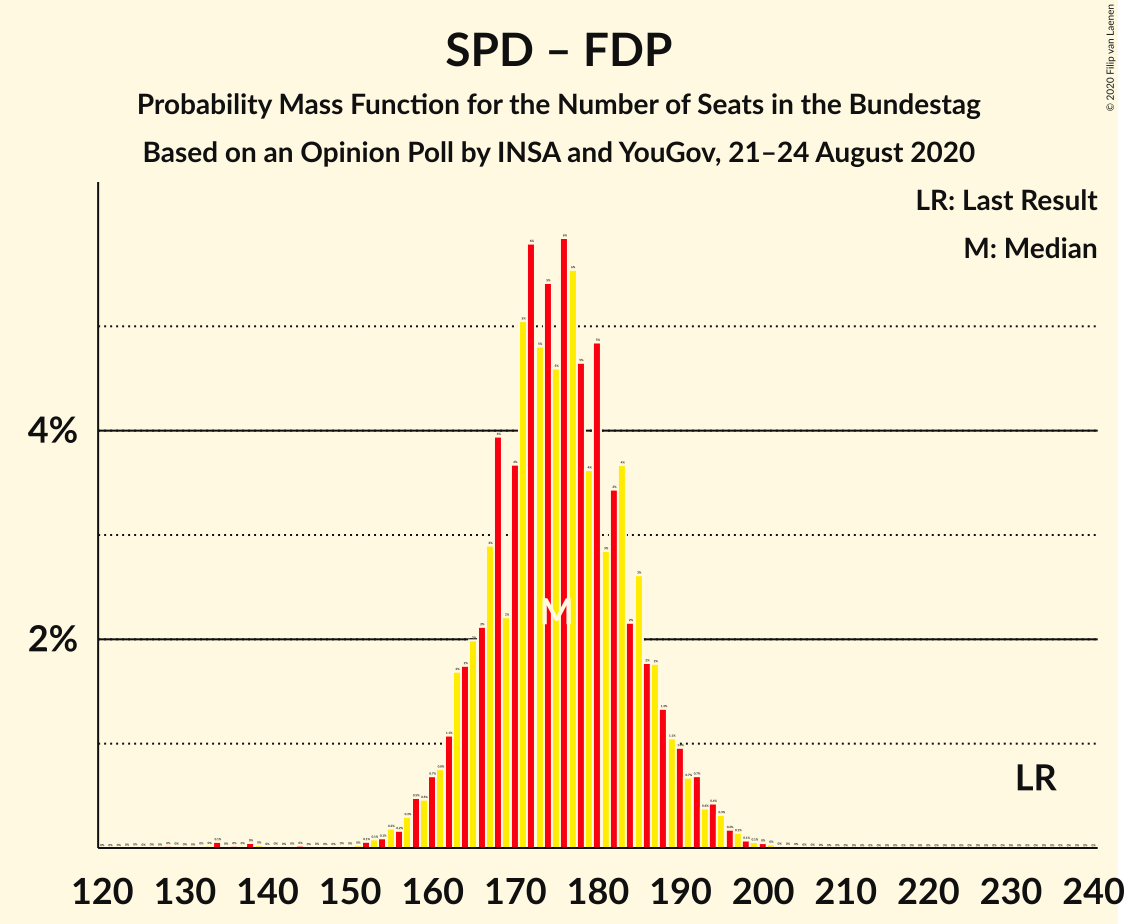 SPD – FDP
Probability Mass Function for the Number of Seats in the Bundestag
Based on an Opinion Poll by INSA and YouGov, 21–24 August 2020
© 2020 Filip van Laenen
LR: Last Result
M: Median
4%
2%
M
LR
120 130 140 150 160 170 180 190 200 210 220 230 240